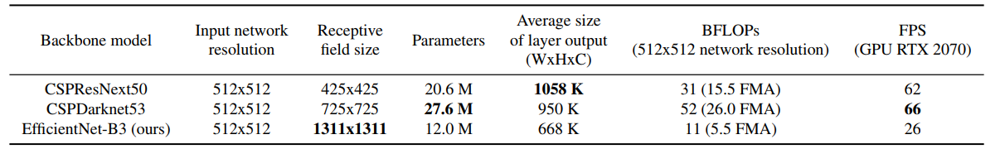 Backbone model Input network resolution Receptive field size Parameters Average size of layer output (WxHxC) BFLOPs (512x512 network resolution) FPS (GPU RTX 2070)
CSPResNext50 512x512 425x425 20.6 M 1058 K 31 (15.5 FMA) 62
CSPDarknet53 512x512 725x725 27.6 M 950 K 52 (26.0 FMA) 66
EfficientNet-B3 (ours) 512x512 1311x1311 12.0 M 668 K 11 (5.5 FMA) 26